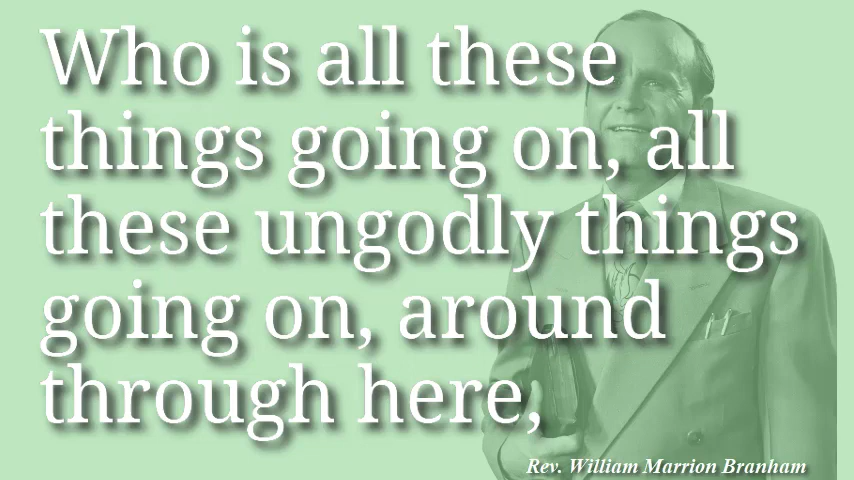 Who is all these
things going on, all
these ungodly things
going on, around
through here,
Rev. William Marrion Branham